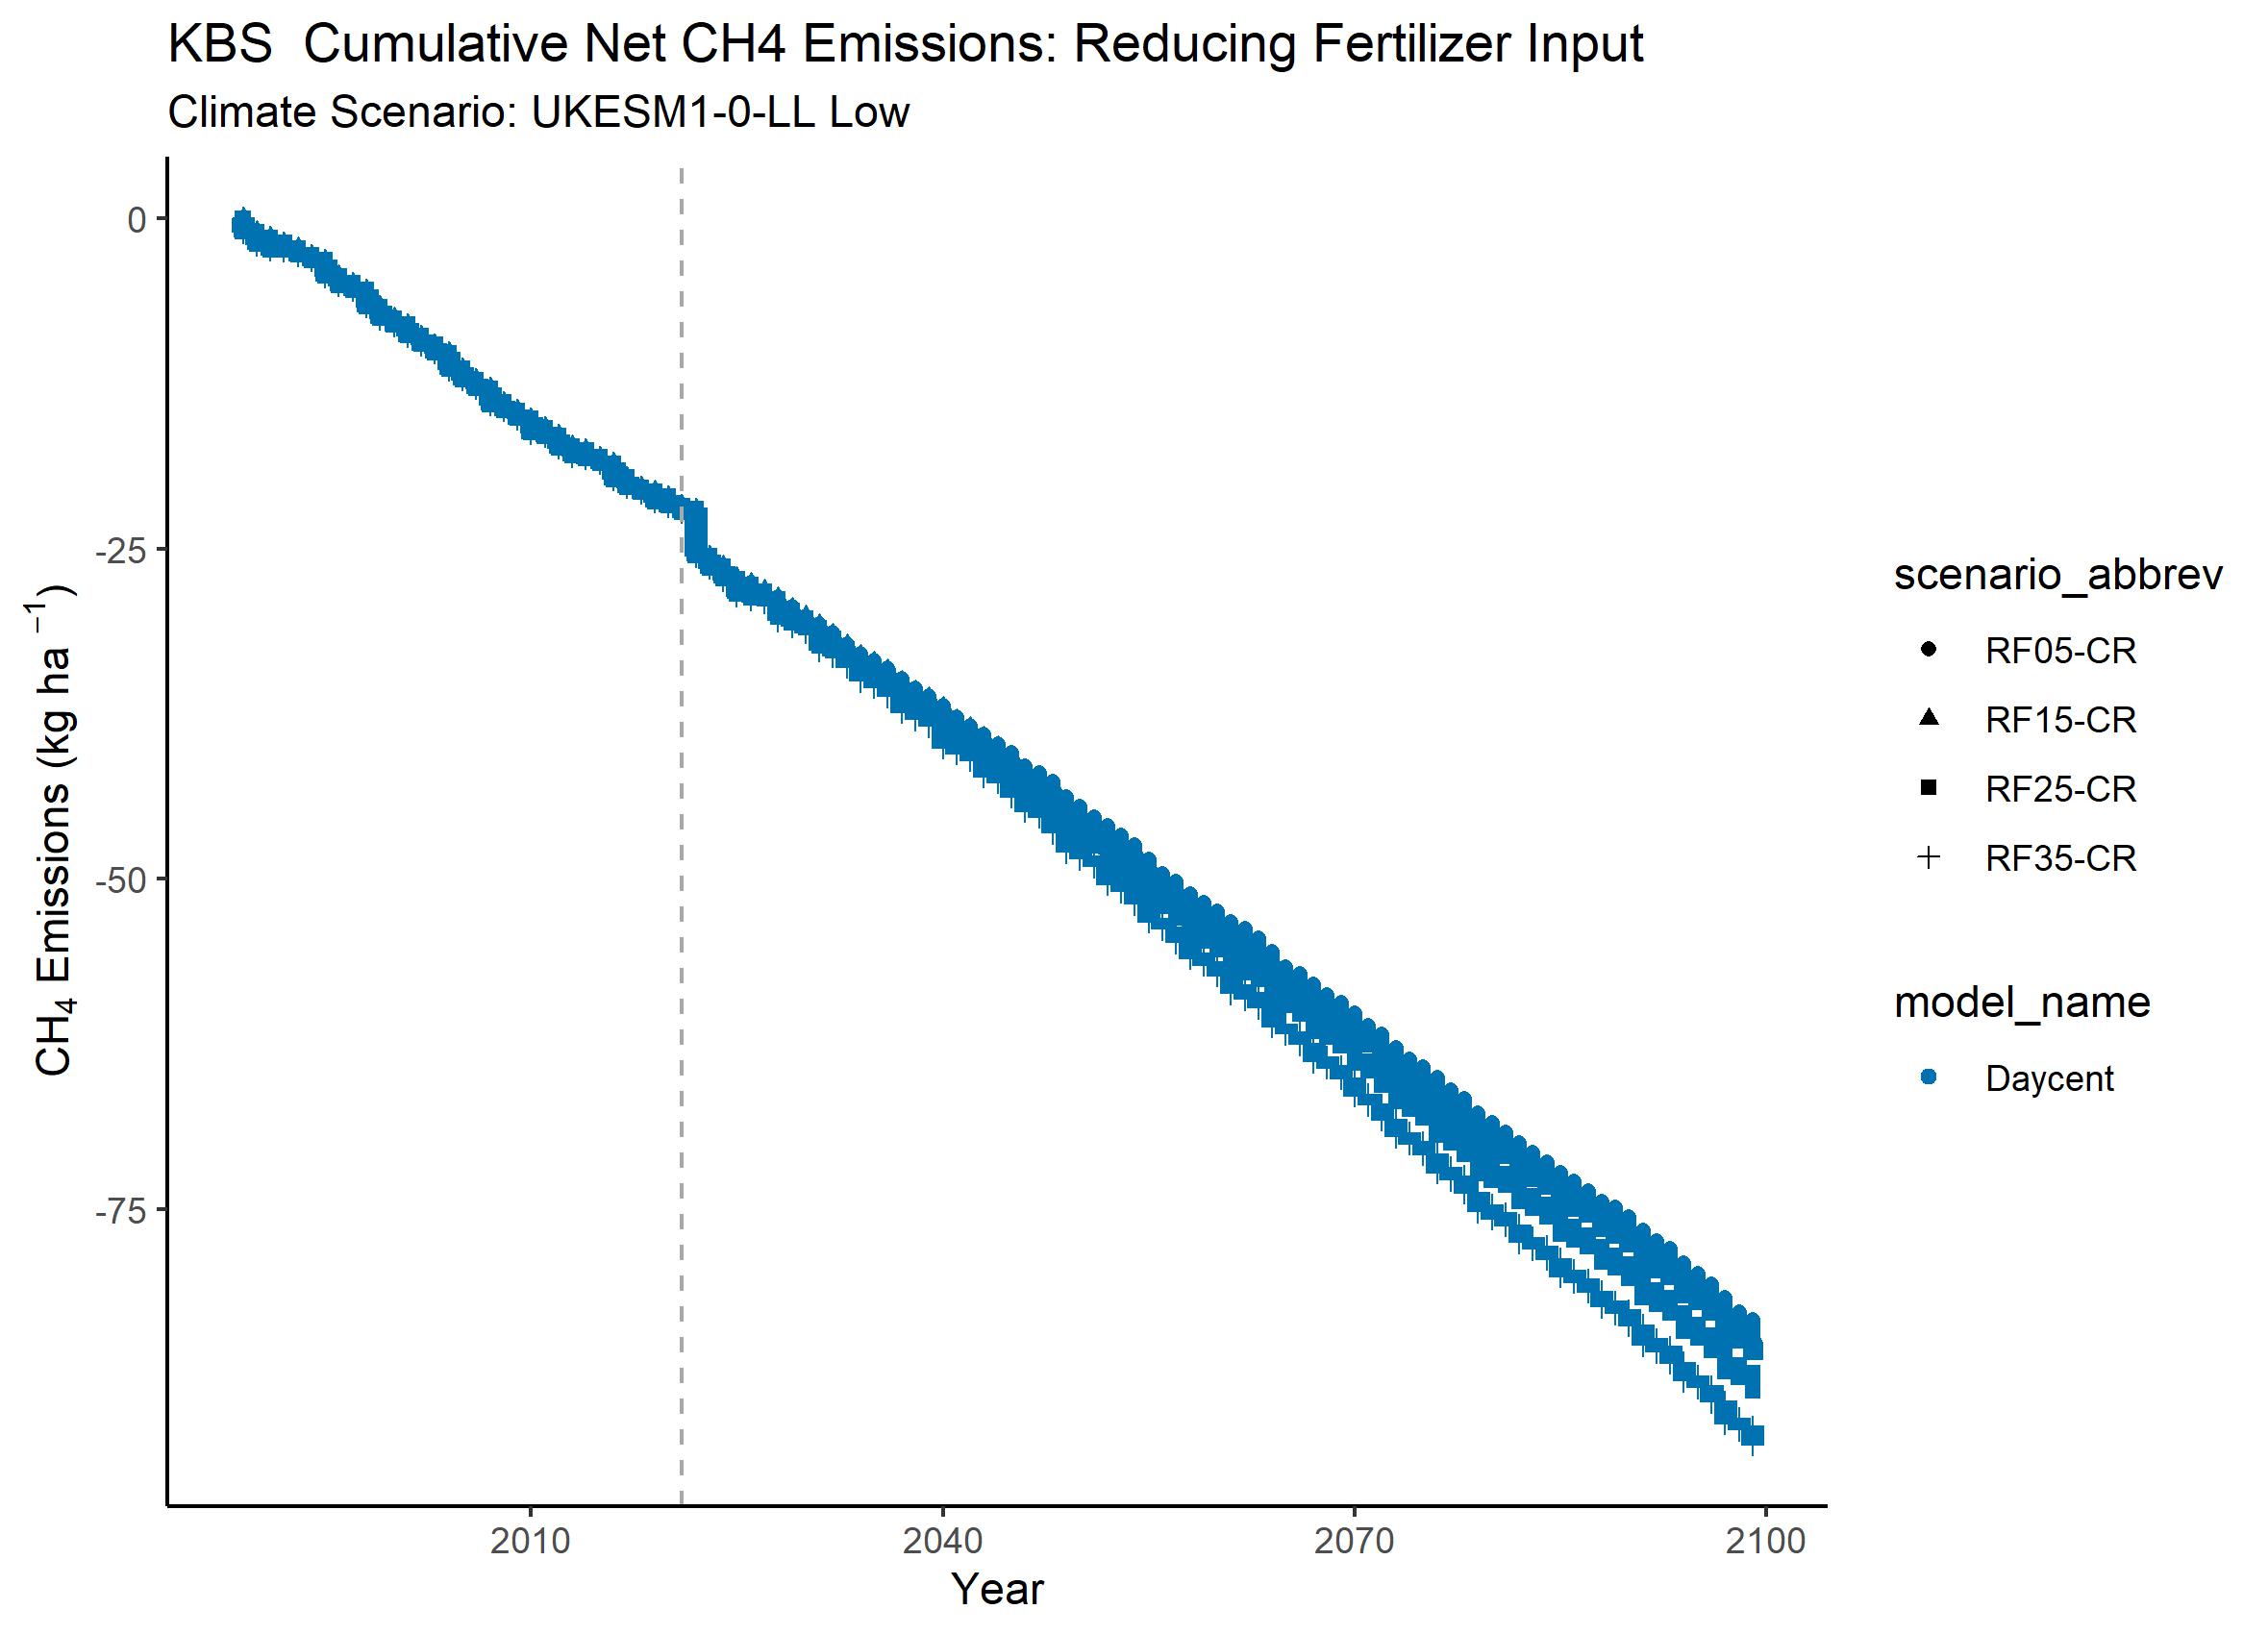 KBS  Cumulative Net CH4 Emissions: Reducing Fertilizer Input
Climate Scenario: UKESM1-0-LL Low
CH₄ Emissions (kg ha ⁻¹)
0
-25
-50
-75
2010
2040
2070
2100
Year
scenario_abbrev
RF05-CR
RF15-CR
RF25-CR
RF35-CR
model_name
Daycent